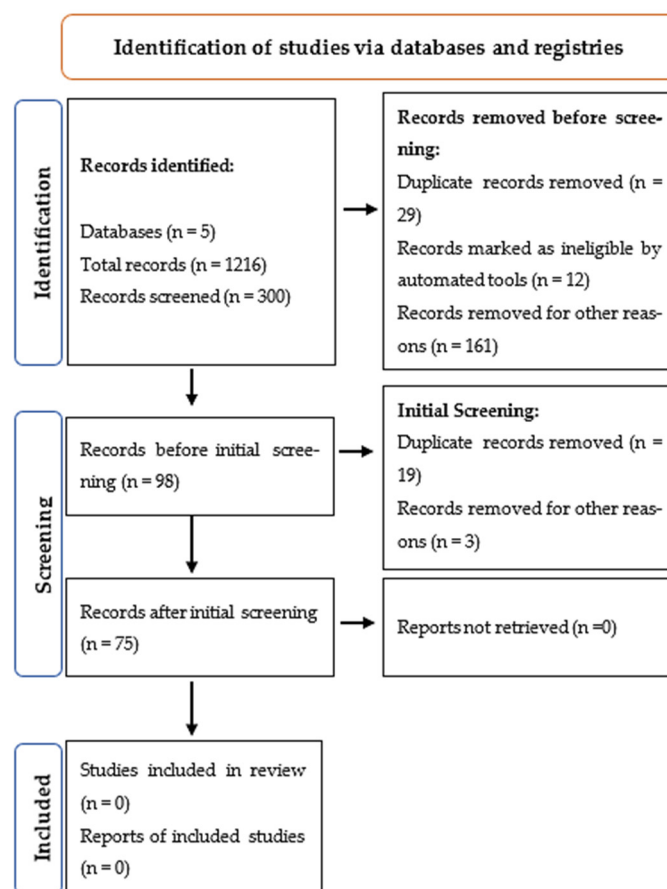 Identification of studies via databases and registries
Identification
Records identified:
Databases (n = 5)
Total records (n = 1216)
Records screened (n = 300)
Records removed before scree-
ning:
Duplicate records removed (n =
29)
Records marked as ineligible by
automated tools (n = 12)
Records removed for other reas-
ons (n = 161)
Screening
Records before initial scree-
ning (n = 98)
Initial Screening:
Duplicate records removed (n =
19)
Records removed for other reas-
ons (n = 3)
Records after initial screening
(n = 75)
Reports not retrieved (n =0)
Included
Studies included in review
(n = 0)
Reports of included studies
(n = 0)